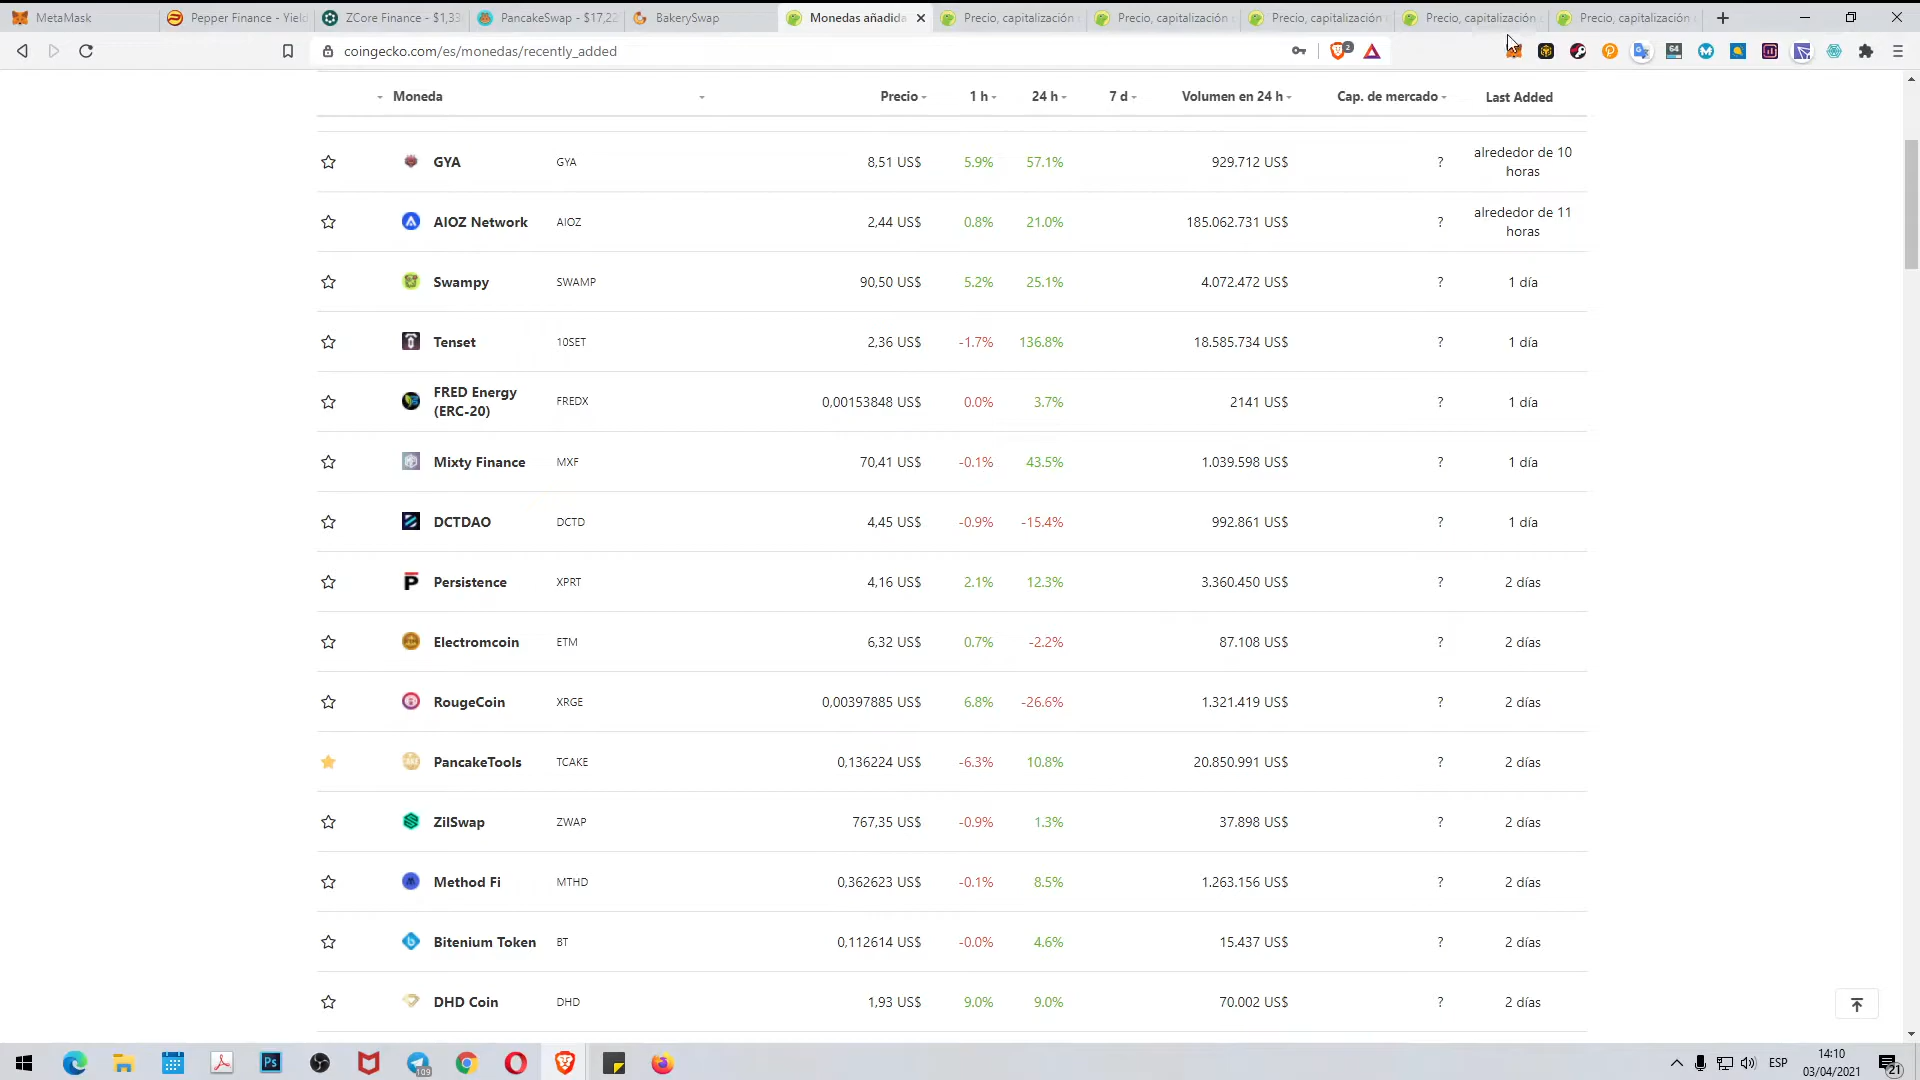 MetaMask
Pepper Finance - Yield
ZCore Finance - $1,33
PancakeSwap - $17,22
BakerySwap
Monedas añadida
Precio, capitalización
Precio, capitalización
Precio, capitalización
Precio, capitalización
Precio, capitalización
coingecko.com/es/monedas/recently_added
2
64
Moneda
Precio
1 h
24 h
7 d
Volumen en 24 h
Cap. de mercado
Last Added
GYA GYA 8,51 US$ 5.9% 57.1% 929.712 US$ ? alrededor de 10 horas
AIOZ Network AIOZ 2,44 US$ 0.8% 21.0% 185.062.731 US$ ? alrededor de 11 horas
Swampy SWAMP 90,50 US$ 5.2% 25.1% 4.072.472 US$ ? 1 día
Tenset 10SET 2,36 US$ -1.7% 136.8% 18.585.734 US$ ? 1 día
FRED Energy (ERC-20) FREDX 0,00153848 US$ 0.0% 3.7% 2141 US$ ? 1 día
Mixty Finance MXF 70,41 US$ -0.1% 43.5% 1.039.598 US$ ? 1 día
DCTDAO DCTD 4,45 US$ -0.9% -15.4% 992.861 US$ ? 1 día
Persistence XPRT 4,16 US$ 2.1% 12.3% 3.360.450 US$ ? 2 días
Electromcoin ETM 6,32 US$ 0.7% -2.2% 87.108 US$ ? 2 días
RougeCoin XRGE 0,00397885 US$ 6.8% -26.6% 1.321.419 US$ ? 2 días
PancakeTools TCAKE 0,136224 US$ -6.3% 10.8% 20.850.991 US$ ? 2 días
ZilSwap ZWAP 767,35 US$ -0.9% 1.3% 37.898 US$ ? 2 días
Method Fi MTHD 0,362623 US$ -0.1% 8.5% 1.263.156 US$ ? 2 días
Bitenium Token BT 0,112614 US$ -0.0% 4.6% 15.437 US$ ? 2 días
DHD Coin DHD 1,93 US$ 9.0% 9.0% 70.002 US$ ? 2 días
Ps
109
ESP
14:10
03/04/2021
21